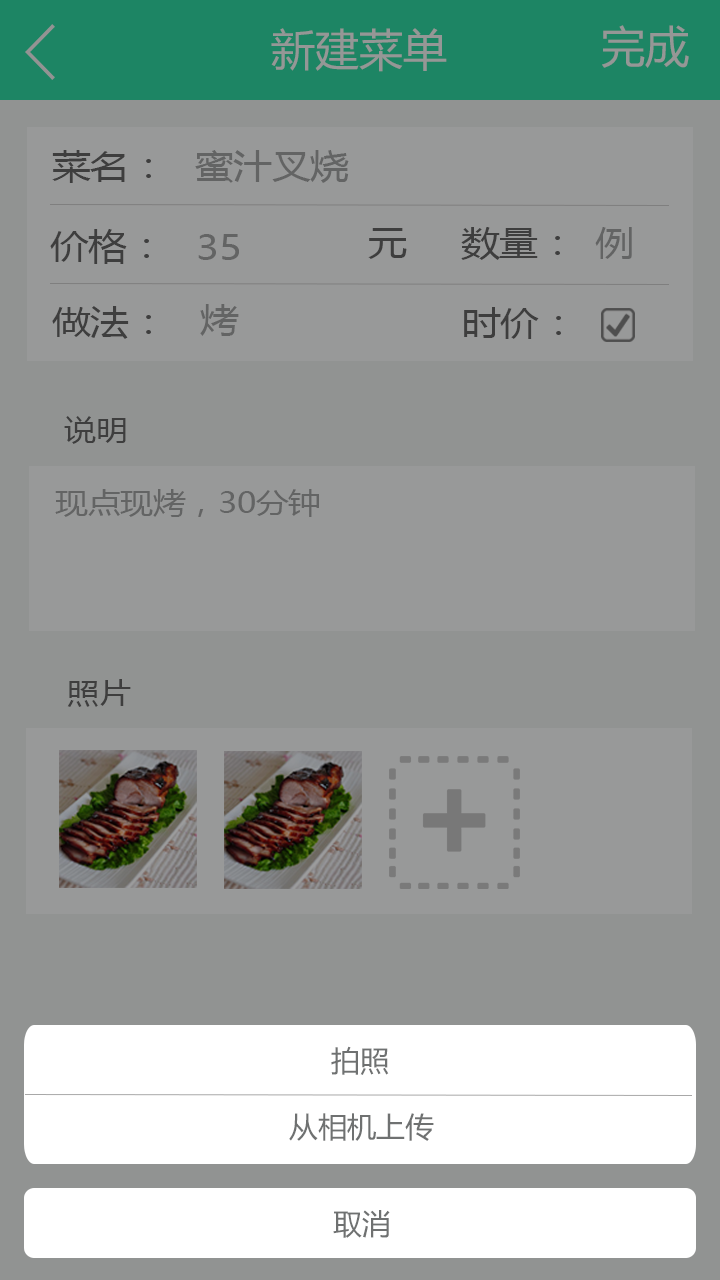 新建菜单 完成
菜名： 蜜汁叉烧
价格： 35 元 数量： 例
做法： 烤 时价：
说明
现点现烤，30分钟
照片
拍照
从相机上传
取消